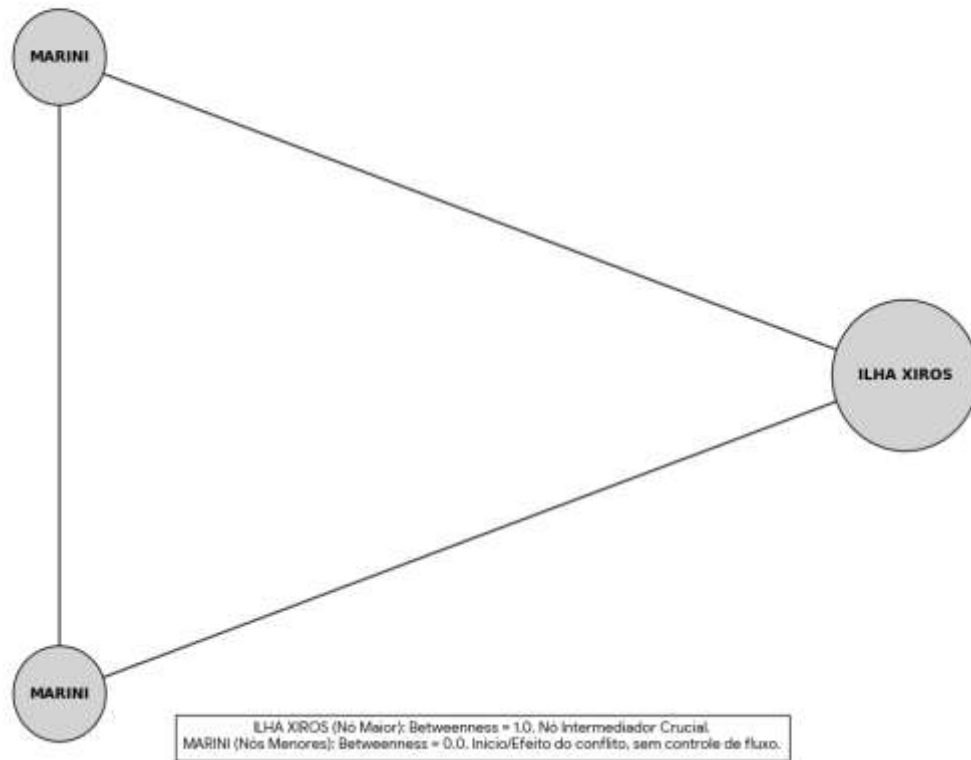 MARINI
ILHA XIROS
MARINI
ILHA XIROS (Nó Maior): Betweenness = 1.0. Nó Intermediador Crucial.
MARINI (Nós Menores): Betweenness = 0.0. Início/Efeito do conflito, sem controle de fluxo.